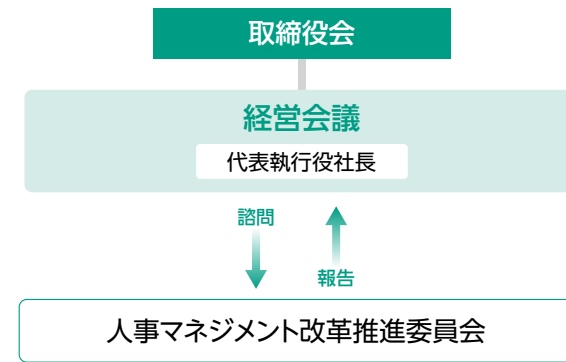 取締役会
経営会議
代表執行役社長
諮問
報告
人事マネジメント改革推進委員会